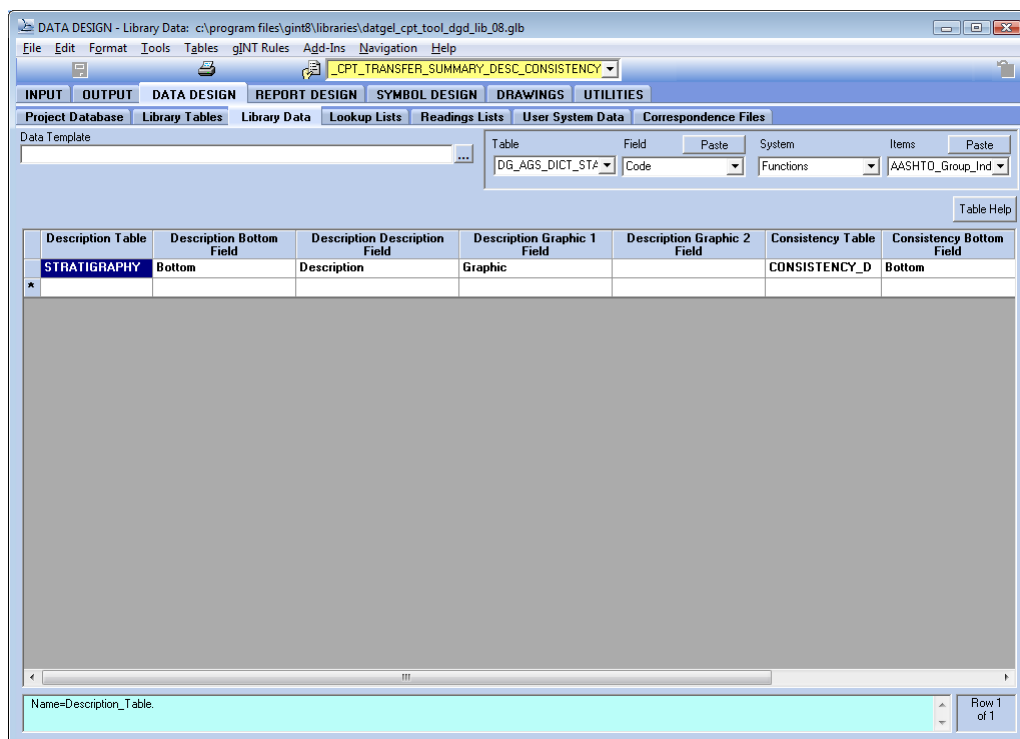 DATA DESIGN - Library Data: c:\program files\gint8\libraries\datgel_cpt_tool_dgd_lib_08.glb
File Edit Format Tools Tables gINT Rules Add-Ins Navigation Help
_CPT_TRANSFER_SUMMARY_DESC_CONSISTENCY
INPUT OUTPUT DATA DESIGN REPORT DESIGN SYMBOL DESIGN DRAWINGS UTILITIES
Project Database Library Tables Library Data Lookup Lists Readings Lists User System Data Correspondence Files
Data Template
...
Table Field Paste System Items Paste
DG_AGS_DICT_STA Code Functions AASHTO_Group_Ind
Table Help
Description Table Description Bottom Field Description Description Field Description Graphic 1 Field Description Graphic 2 Field Consistency Table Consistency Bottom Field
STRATIGRAPHY Bottom Description Graphic CONSISTENCY_D Bottom
*
Name=Description_Table.
Row 1
of 1